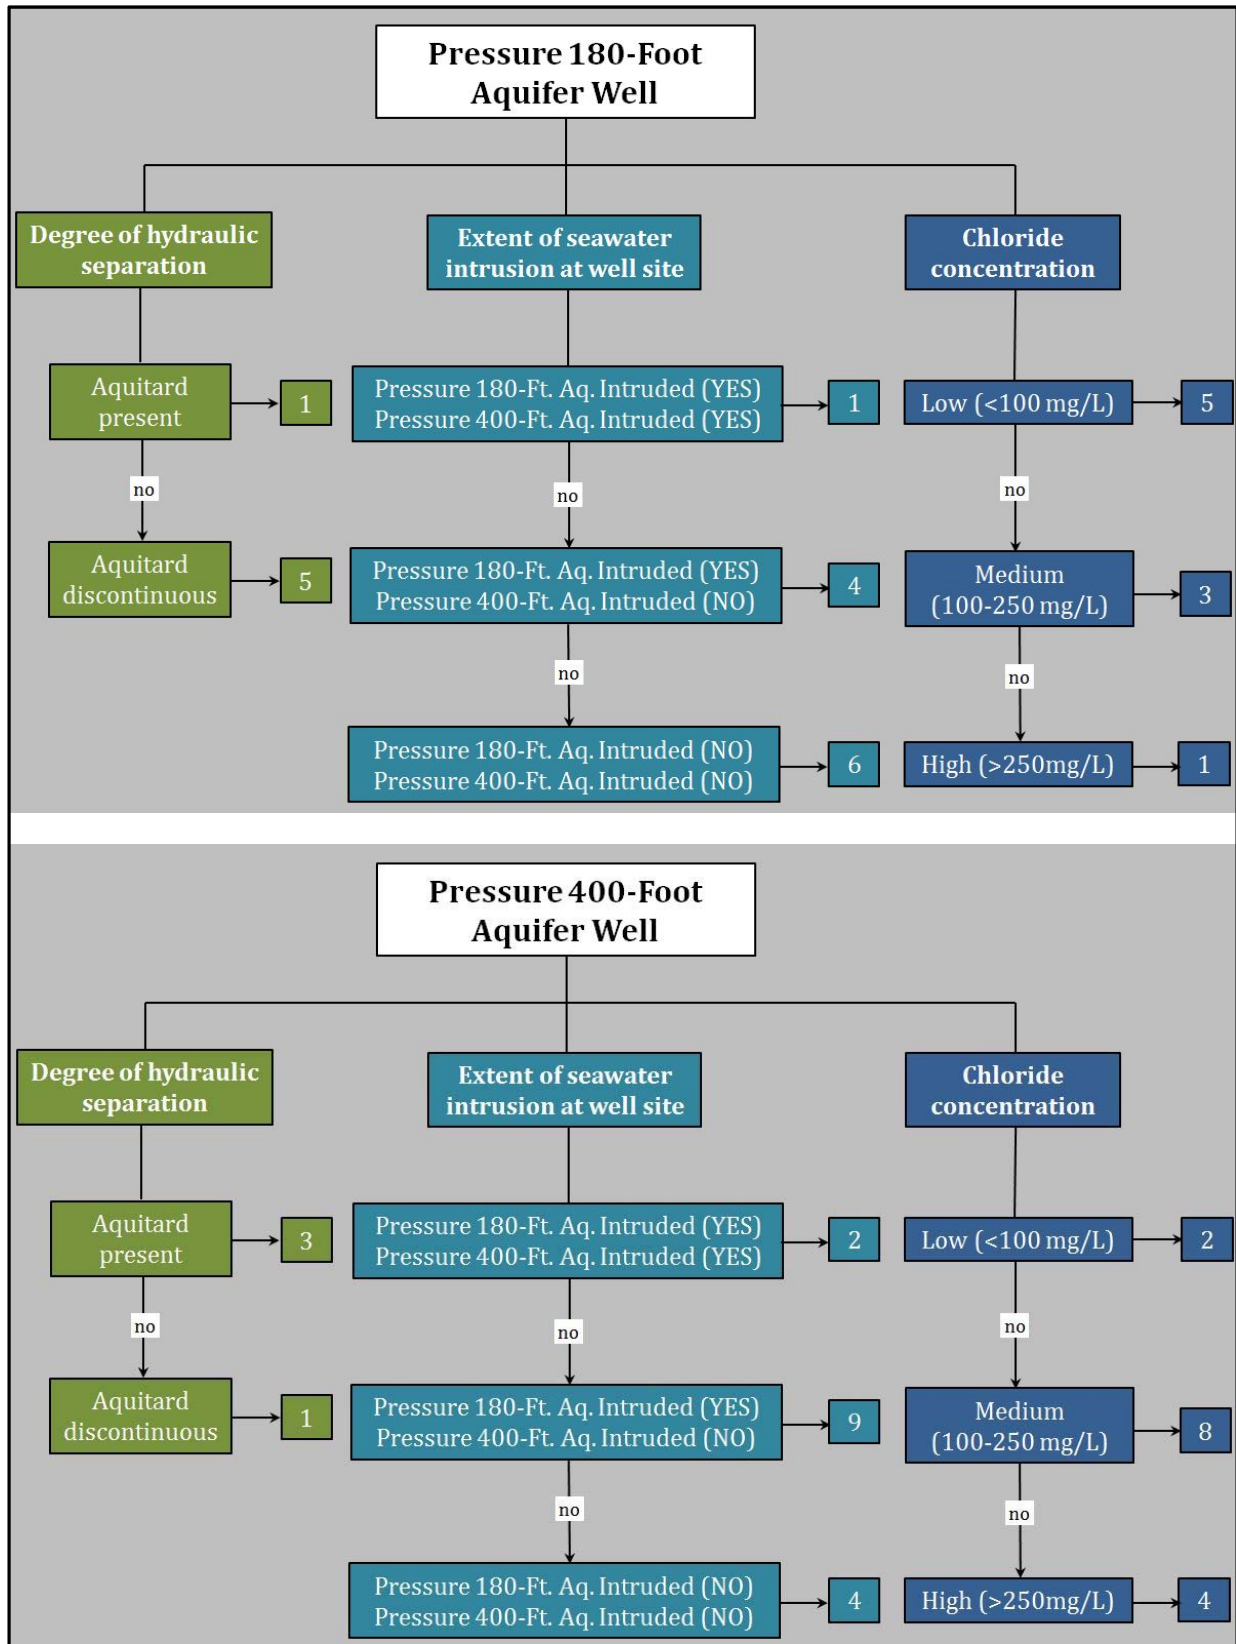 Pressure 180-Foot
Aquifer Well
Degree of hydraulic
separation
Extent of seawater
intrusion at well site
Chloride
concentration
Aquitard
present
1
Pressure 180-Ft. Aq. Intruded (YES)
Pressure 400-Ft. Aq. Intruded (YES)
1
Low (<100 mg/L)
5
no
no
no
Aquitard
discontinuous
5
Pressure 180-Ft. Aq. Intruded (YES)
Pressure 400-Ft. Aq. Intruded (NO)
4
Medium
(100-250 mg/L)
3
no
no
Pressure 180-Ft. Aq. Intruded (NO)
Pressure 400-Ft. Aq. Intruded (NO)
6
High (>250mg/L)
1
Pressure 400-Foot
Aquifer Well
Degree of hydraulic
separation
Extent of seawater
intrusion at well site
Chloride
concentration
Aquitard
present
3
Pressure 180-Ft. Aq. Intruded (YES)
Pressure 400-Ft. Aq. Intruded (YES)
2
Low (<100 mg/L)
2
no
no
no
Aquitard
discontinuous
1
Pressure 180-Ft. Aq. Intruded (YES)
Pressure 400-Ft. Aq. Intruded (NO)
9
Medium
(100-250 mg/L)
8
no
no
Pressure 180-Ft. Aq. Intruded (NO)
Pressure 400-Ft. Aq. Intruded (NO)
4
High (>250mg/L)
4